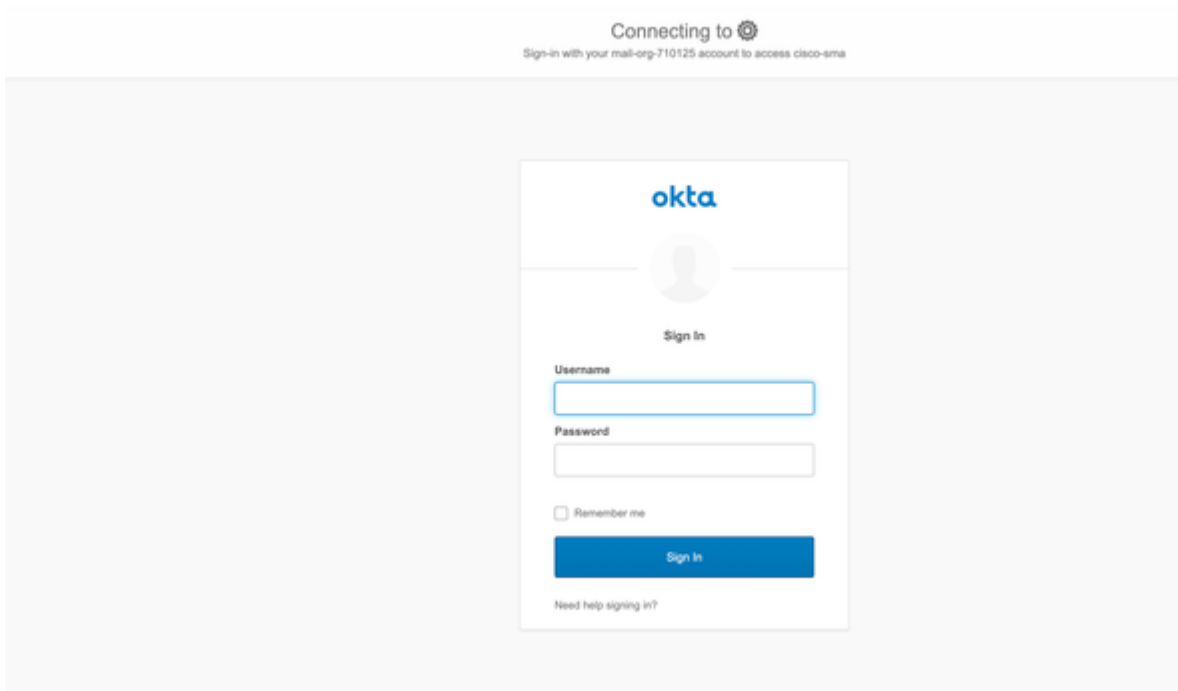 Connecting to
Sign-in with your mail-org-710125 account to access cisco-sma
okta
Sign In
Username
Password
Remember me
Sign In
Need help signing in?